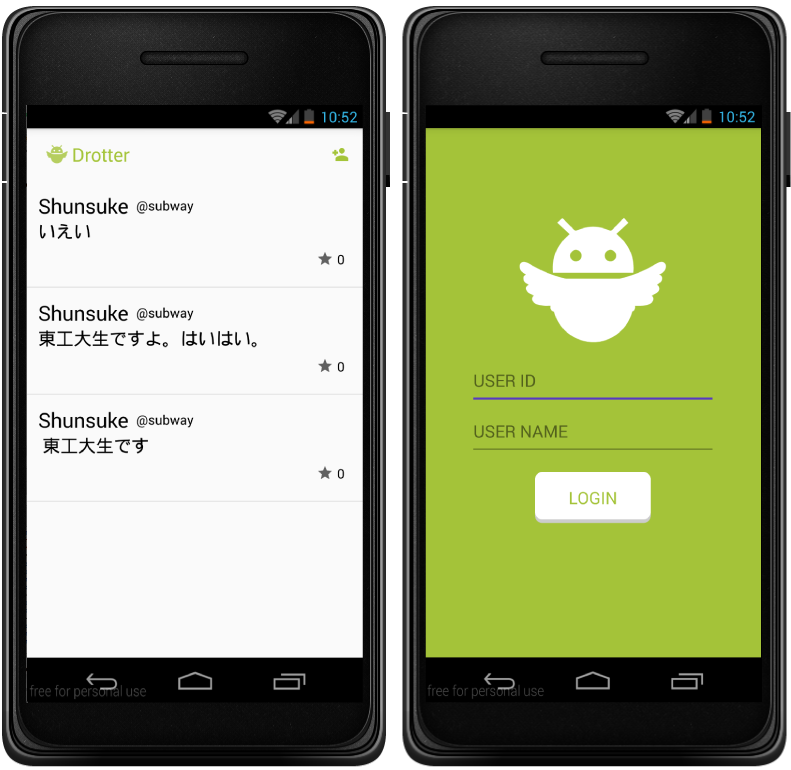 10:52
Drotter
Shunsuke @subway
いえい
0
Shunsuke @subway
東工大生ですよ。はいはい。
0
Shunsuke @subway
東工大生です
0
free for personal use
10:52
USER ID
USER NAME
LOGIN
free for personal use